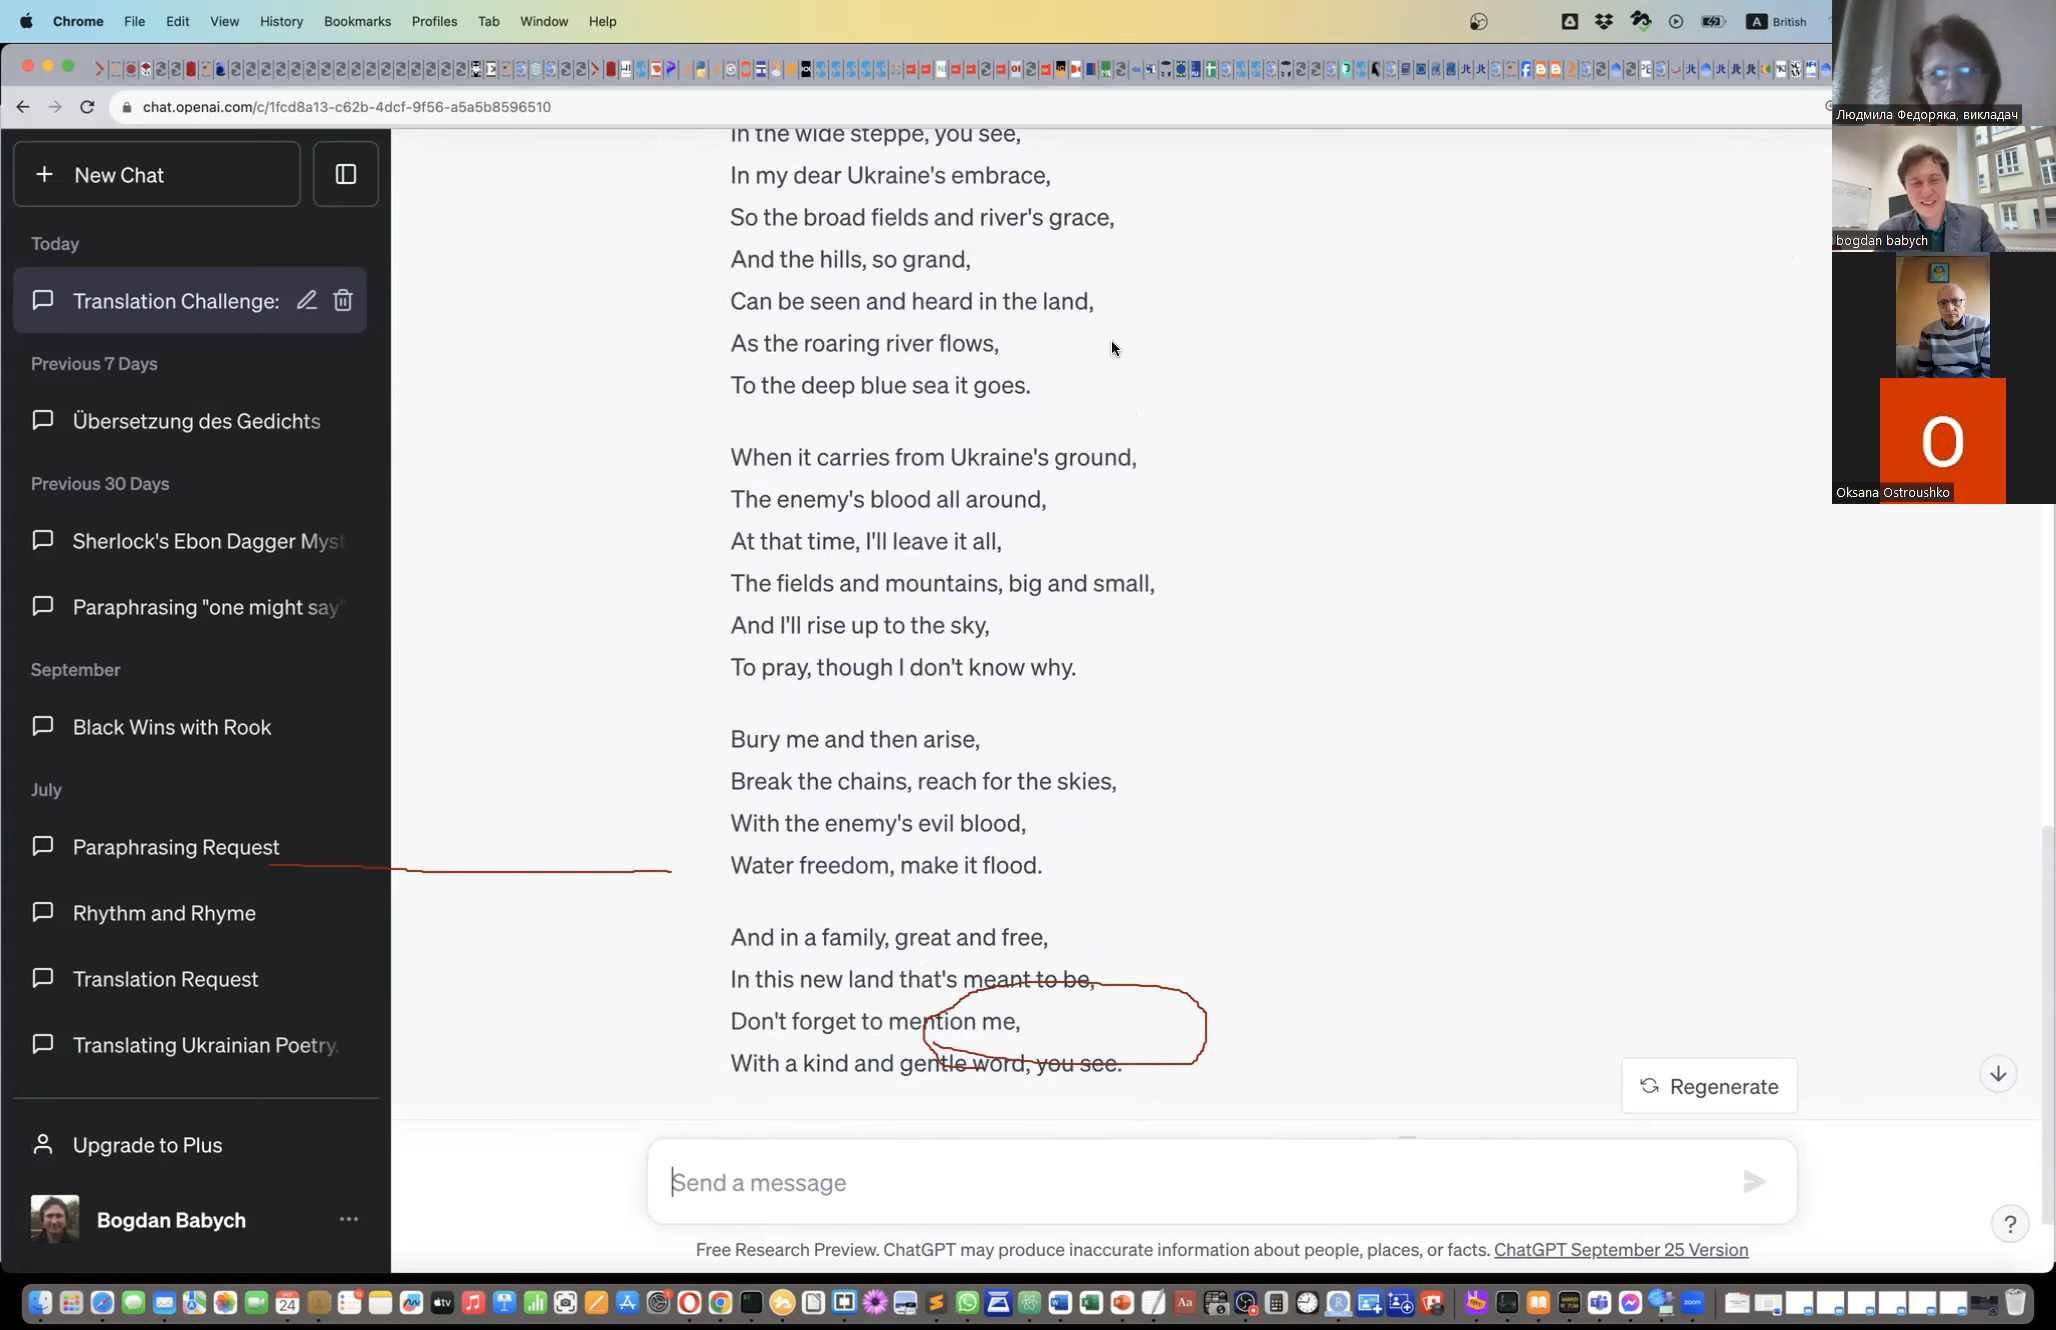 Chrome File Edit View History Bookmarks Profiles Tab Window Help
British
chat.openai.com/c/1fcd8a13-c62b-4dcf-9f56-a5a5b8596510
Людмила Федоряка, викладач
bogdan babych
O
Oksana Ostroushko
+ New Chat
Today
Translation Challenge:
Previous 7 Days
Übersetzung des Gedichts
Previous 30 Days
Sherlock's Ebon Dagger Myst
Paraphrasing "one might say"
September
Black Wins with Rook
July
Paraphrasing Request
Rhythm and Rhyme
Translation Request
Translating Ukrainian Poetry.
Upgrade to Plus
Bogdan Babych
In the wide steppe, you see,
In my dear Ukraine's embrace,
So the broad fields and river's grace,
And the hills, so grand,
Can be seen and heard in the land,
As the roaring river flows,
To the deep blue sea it goes.
When it carries from Ukraine's ground,
The enemy's blood all around,
At that time, I'll leave it all,
The fields and mountains, big and small,
And I'll rise up to the sky,
To pray, though I don't know why.
Bury me and then arise,
Break the chains, reach for the skies,
With the enemy's evil blood,
Water freedom, make it flood.
And in a family, great and free,
In this new land that's meant to be,
Don't forget to mention me,
With a kind and gentle word, you see.
Regenerate
Send a message
Free Research Preview. ChatGPT may produce inaccurate information about people, places, or facts. ChatGPT September 25 Version
?
24